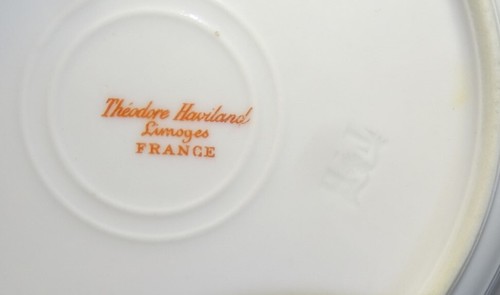 Théodore Haviland
Limoges
FRANCE